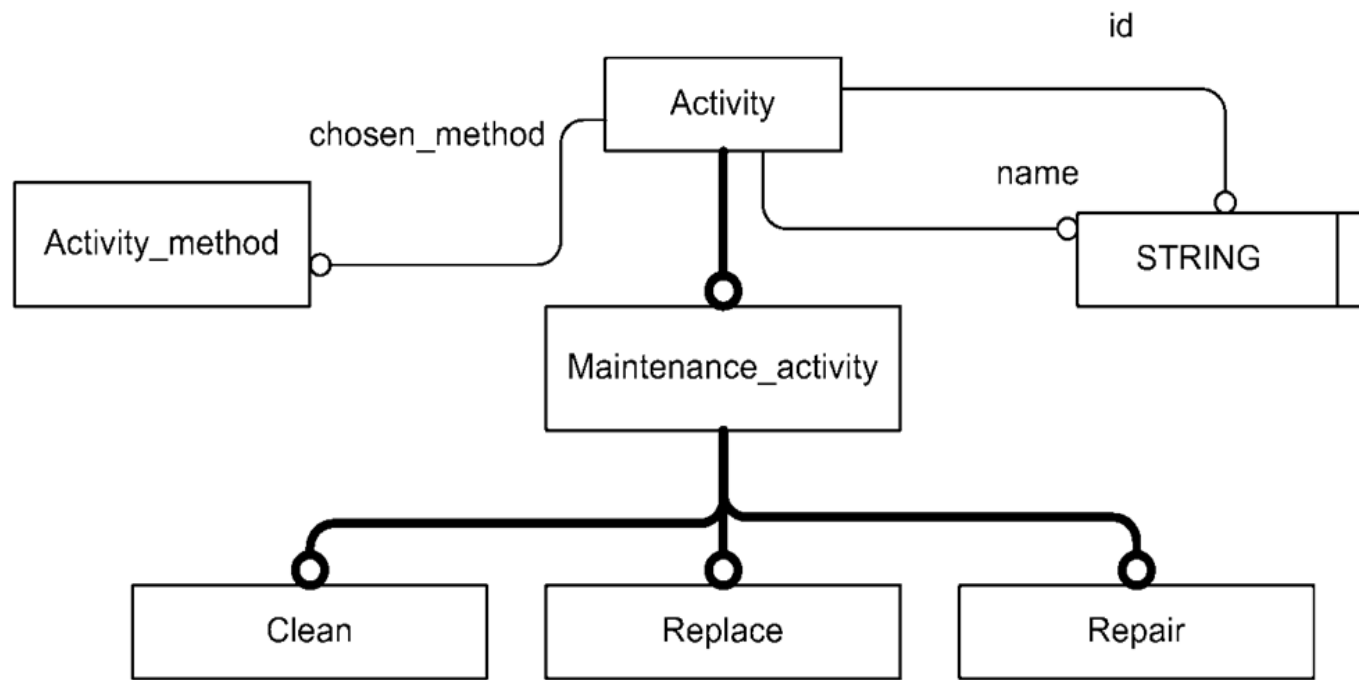 id
Activity
chosen_method
name
Activity_method
STRING
Maintenance_activity
Clean
Replace
Repair